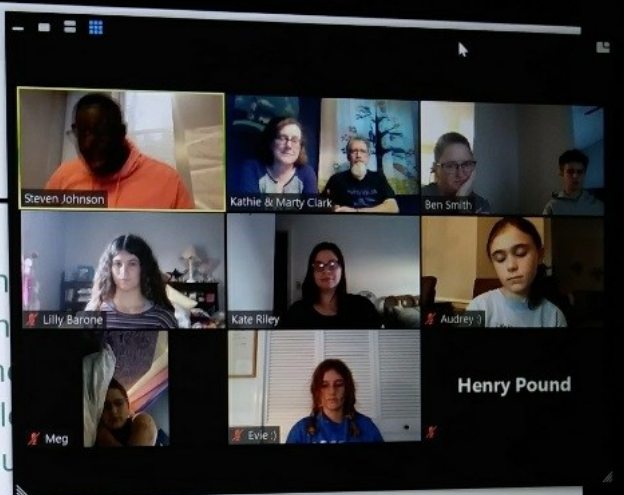 Steven Johnson
Kathie & Marty Clark
Ben Smith
Lilly Barone
Kate Riley
Audrey :)
Meg
Evie :)
Henry Pound